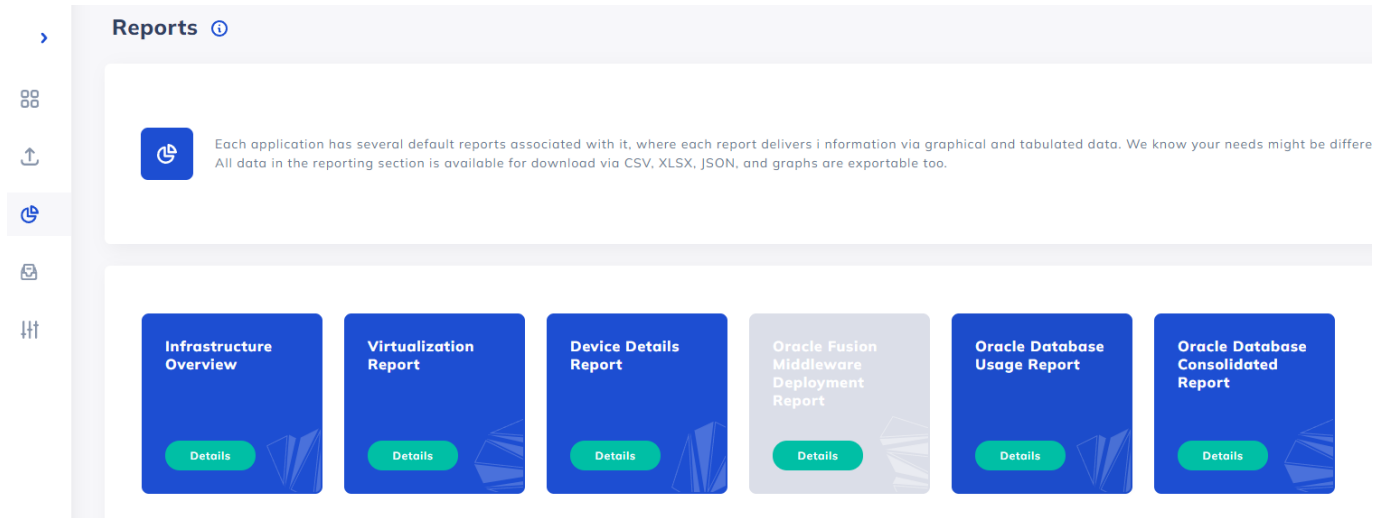 Reports
Each application has several default reports associated with it, where each report delivers i nformation via graphical and tabulated data. We know your needs might be differe
All data in the reporting section is available for download via CSV, XLSX, JSON, and graphs are exportable too.
Infrastructure
Overview
Details
Virtualization
Report
Details
Device Details
Report
Details
Oracle Fusion
Middleware
Deployment
Report
Details
Oracle Database
Usage Report
Details
Oracle Database
Consolidated
Report
Details